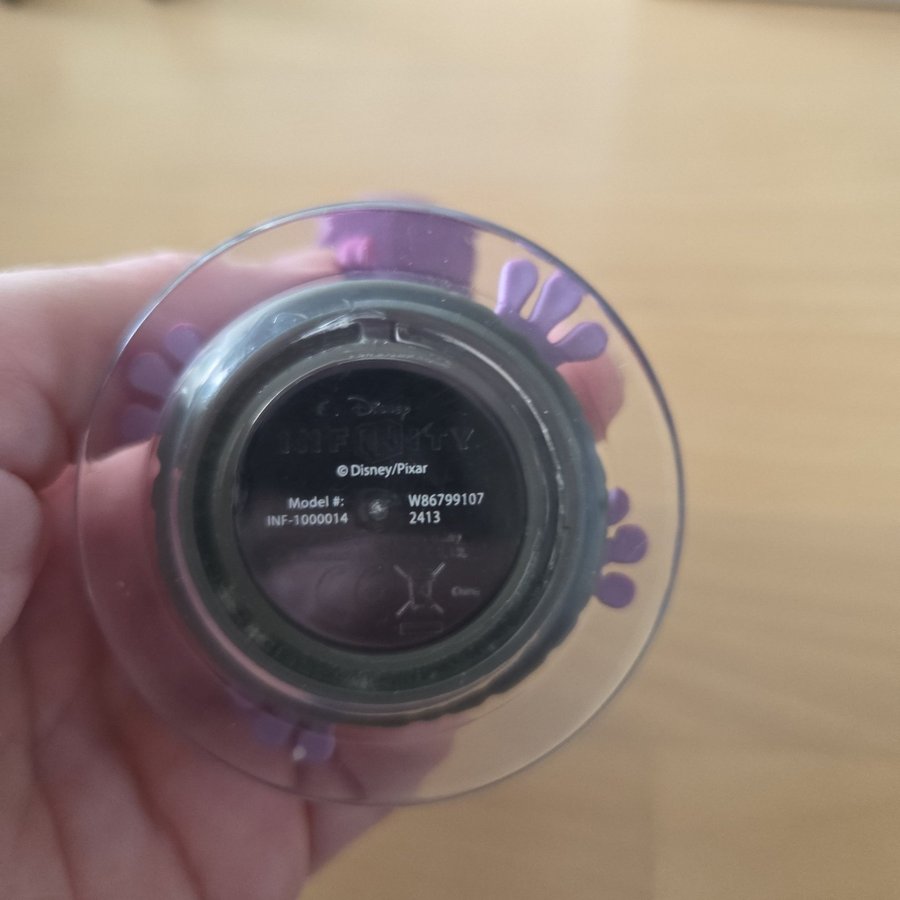 Disney
INFINITY
© Disney/Pixar
Model #:
INF-1000014
W86799107
2413